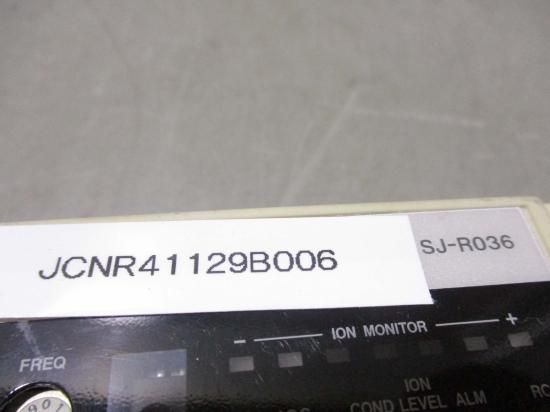 JCNR41129B006
SJ-R036
- ION MONITOR +
FREQ
ION
COND LEVEL ALM